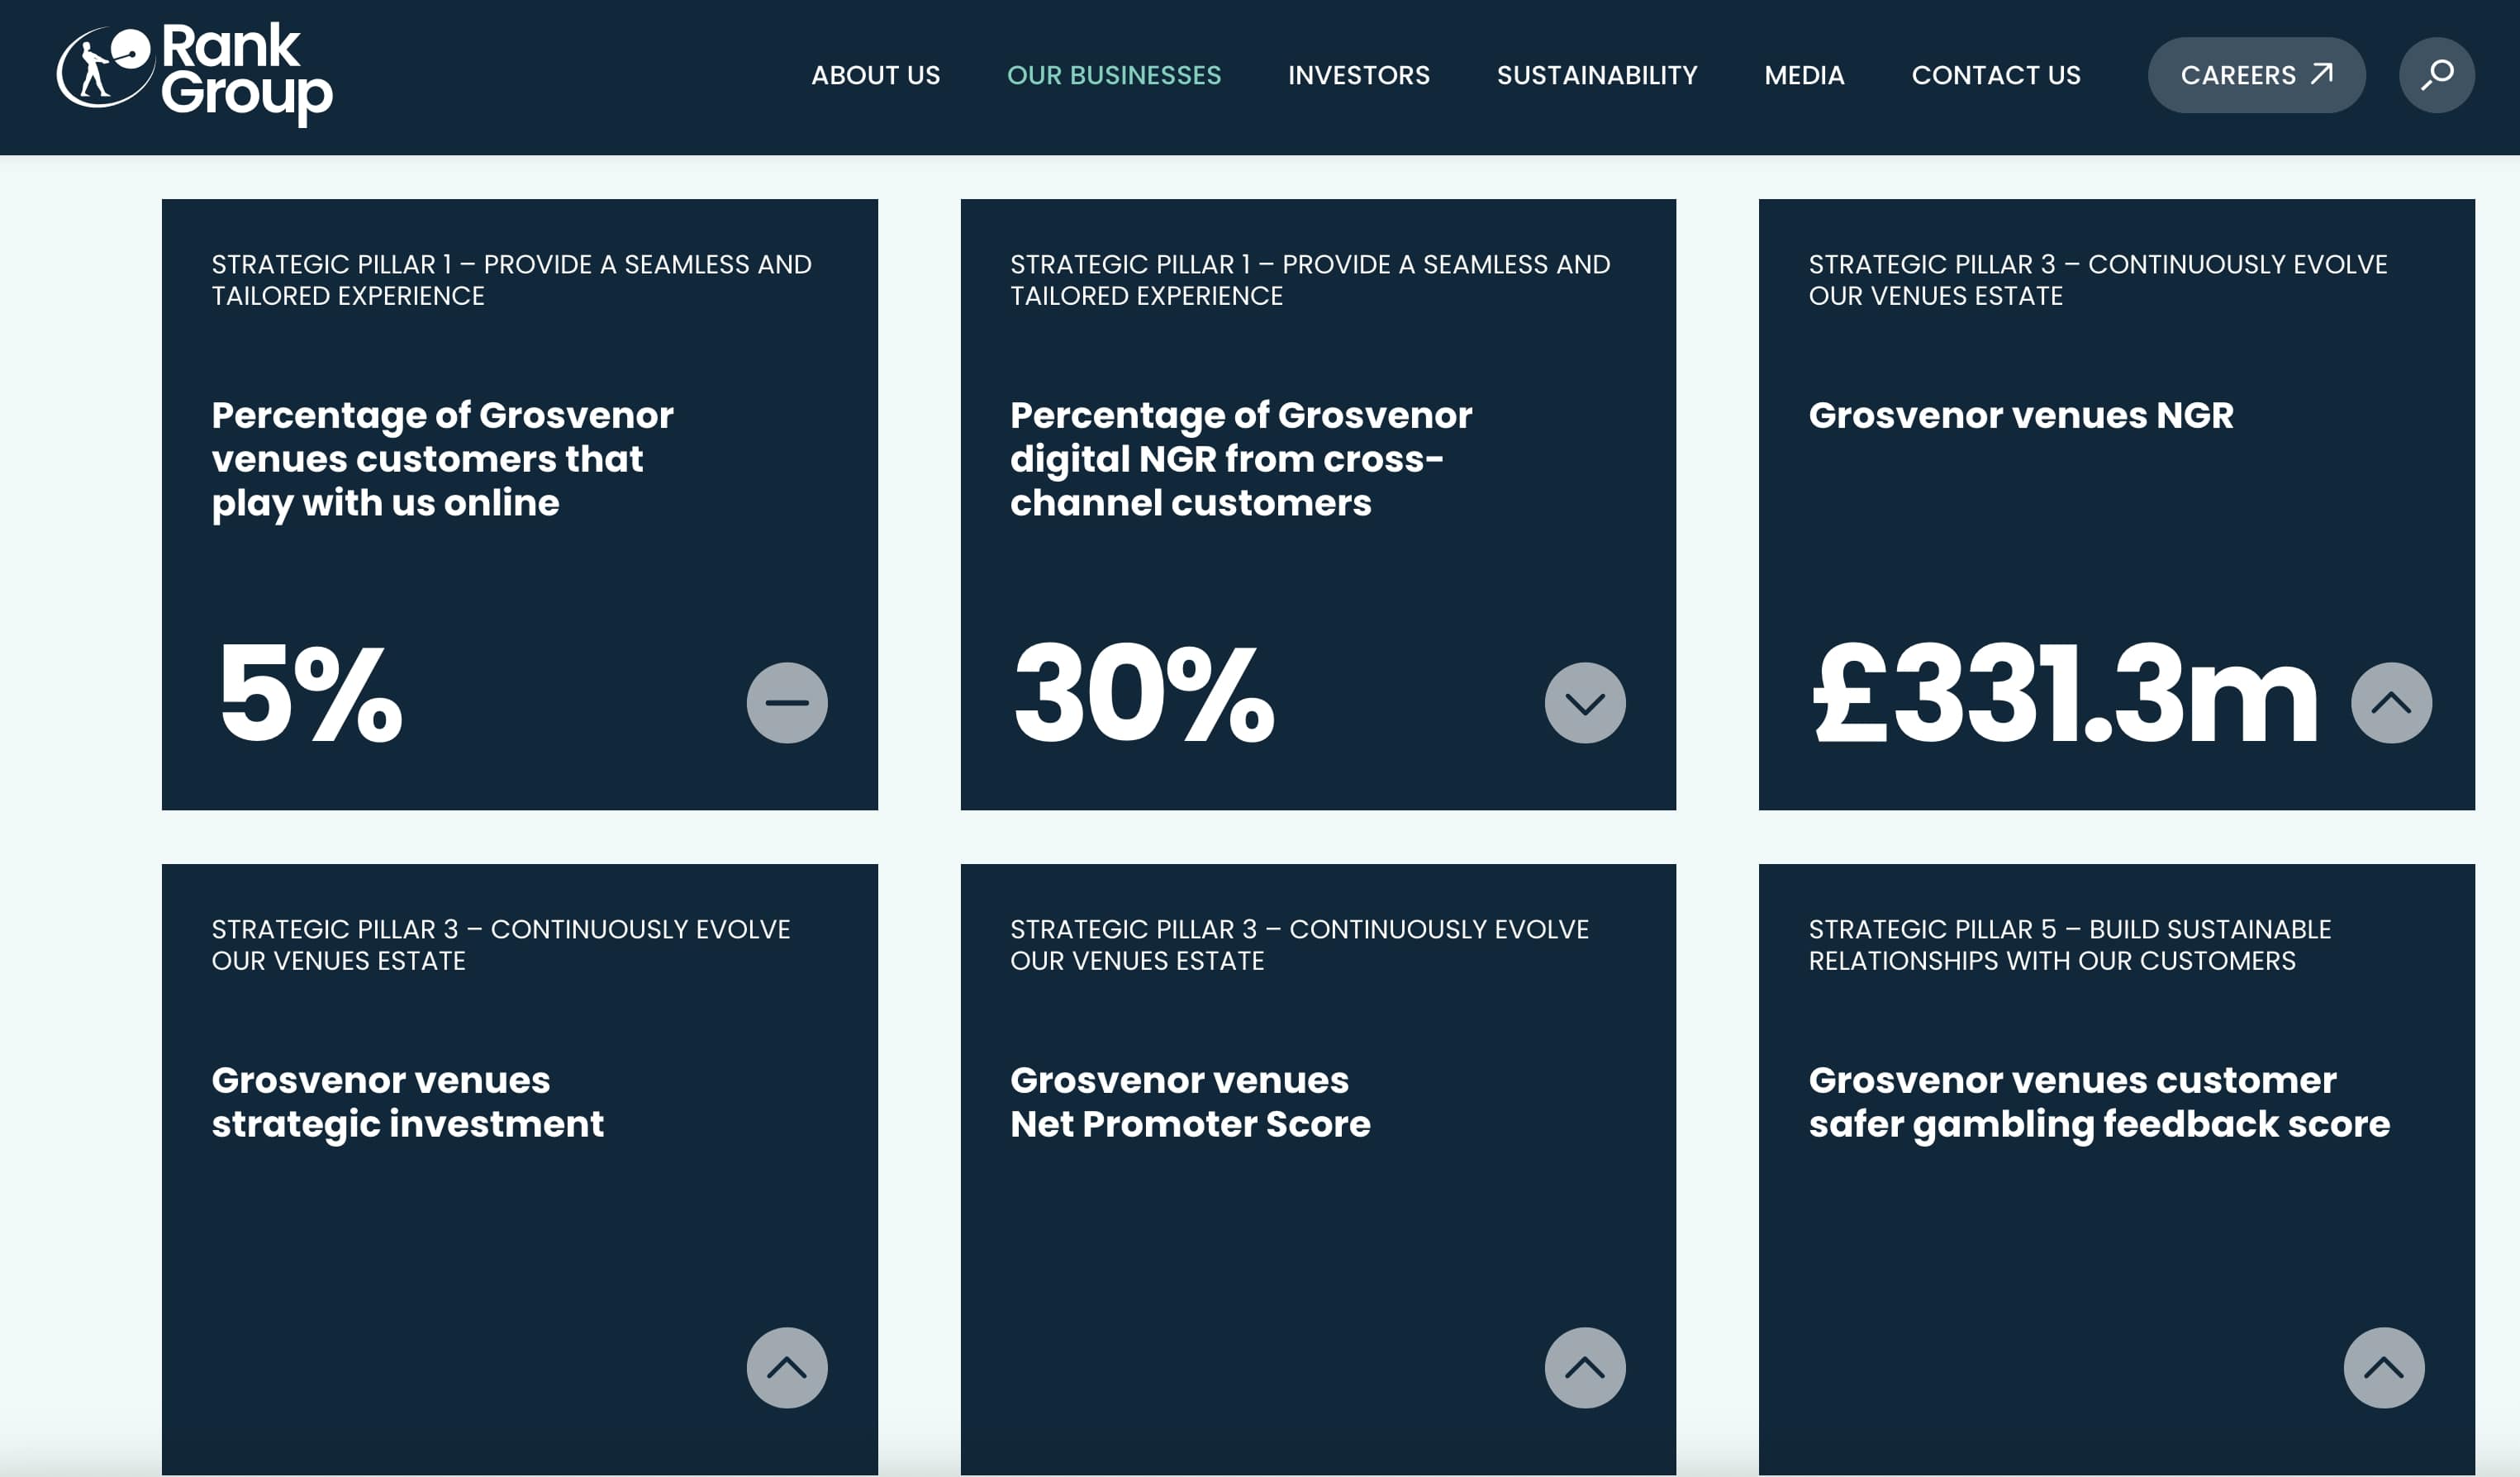 Rank
Group
ABOUT US
OUR BUSINESSES
INVESTORS
SUSTAINABILITY
MEDIA
CONTACT US
CAREERS
STRATEGIC PILLAR 1 – PROVIDE A SEAMLESS AND
TAILORED EXPERIENCE
Percentage of Grosvenor
venues customers that
play with us online
5%
STRATEGIC PILLAR 1 – PROVIDE A SEAMLESS AND
TAILORED EXPERIENCE
Percentage of Grosvenor
digital NGR from cross-
channel customers
30%
STRATEGIC PILLAR 3 – CONTINUOUSLY EVOLVE
OUR VENUES ESTATE
Grosvenor venues NGR
£331.3m
STRATEGIC PILLAR 3 – CONTINUOUSLY EVOLVE
OUR VENUES ESTATE
Grosvenor venues
strategic investment
STRATEGIC PILLAR 3 – CONTINUOUSLY EVOLVE
OUR VENUES ESTATE
Grosvenor venues
Net Promoter Score
STRATEGIC PILLAR 5 – BUILD SUSTAINABLE
RELATIONSHIPS WITH OUR CUSTOMERS
Grosvenor venues customer
safer gambling feedback score